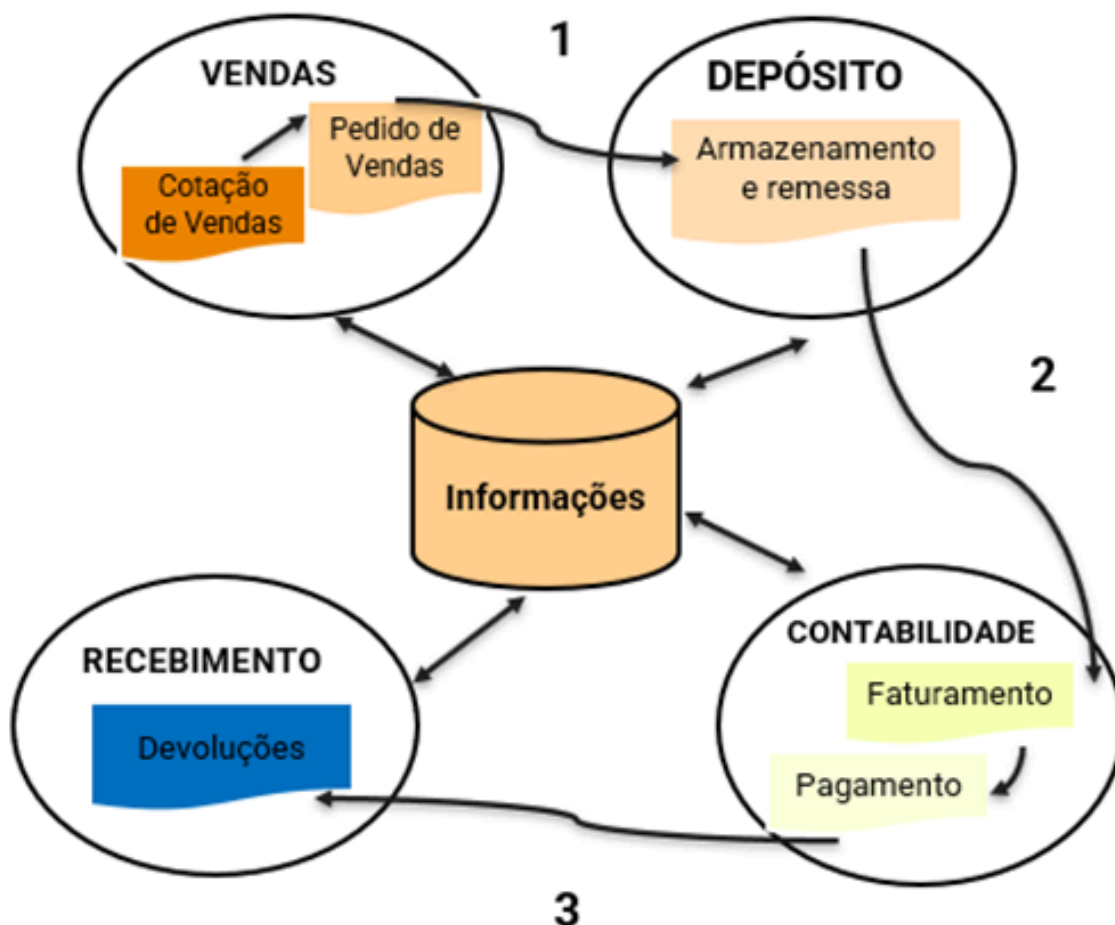 1
VENDAS
Cotação
de Vendas
Pedido de
Vendas
DEPÓSITO
Armazenamento
e remessa
2
Informações
CONTABILIDADE
Faturamento
Pagamento
RECEBIMENTO
Devoluções
3